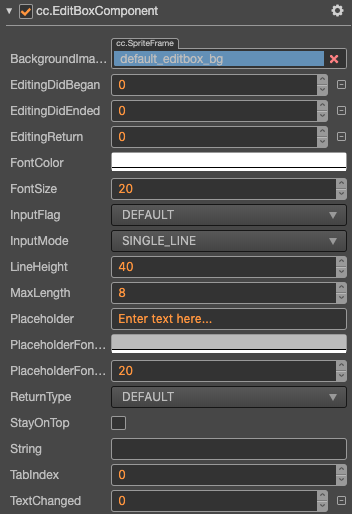 cc.EditBoxComponent
cc.SpriteFrame
BackgroundIma... default_editbox_bg
EditingDidBegan 0
EditingDidEnded 0
EditingReturn 0
FontColor
FontSize 20
InputFlag DEFAULT
InputMode SINGLE_LINE
LineHeight 40
MaxLength 8
Placeholder Enter text here...
PlaceholderFon...
PlaceholderFon... 20
ReturnType DEFAULT
StayOnTop
String
TabIndex 0
TextChanged 0